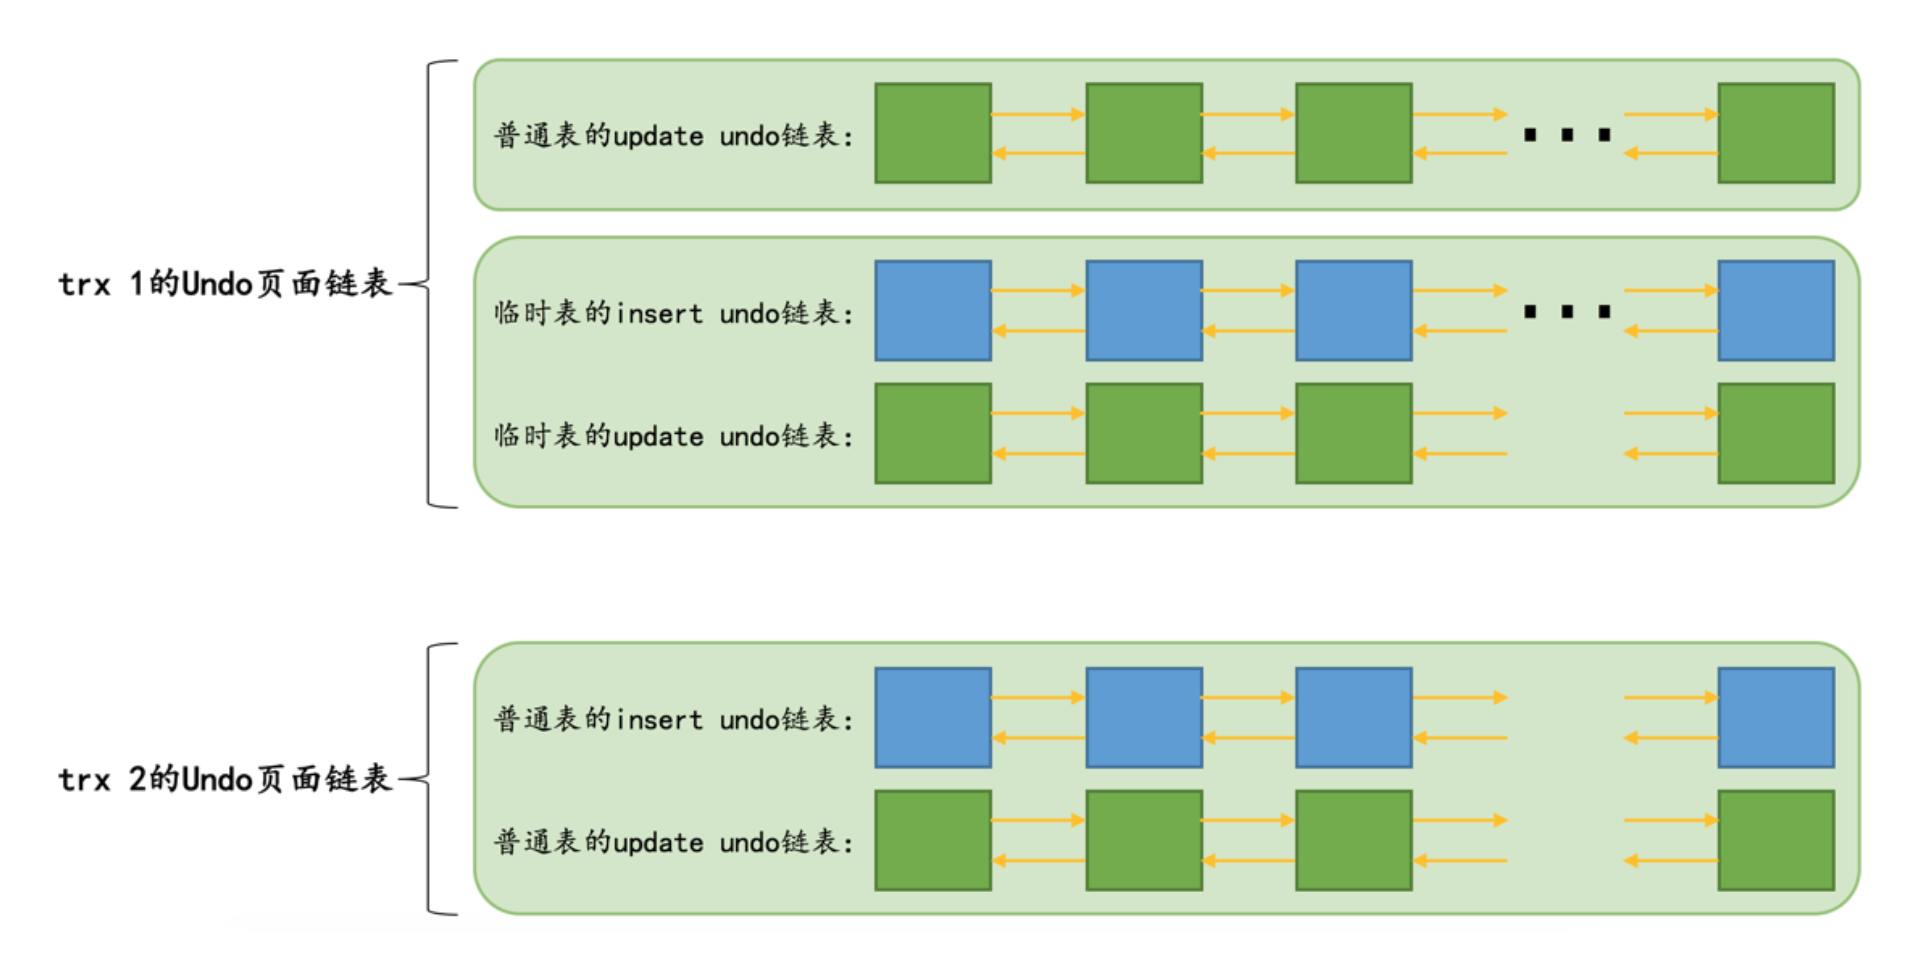 普通表的update undo链表：
临时表的insert undo链表：
trx 1的Undo页面链表
临时表的update undo链表：
普通表的insert undo链表：
trx 2的Undo页面链表
普通表的update undo链表：